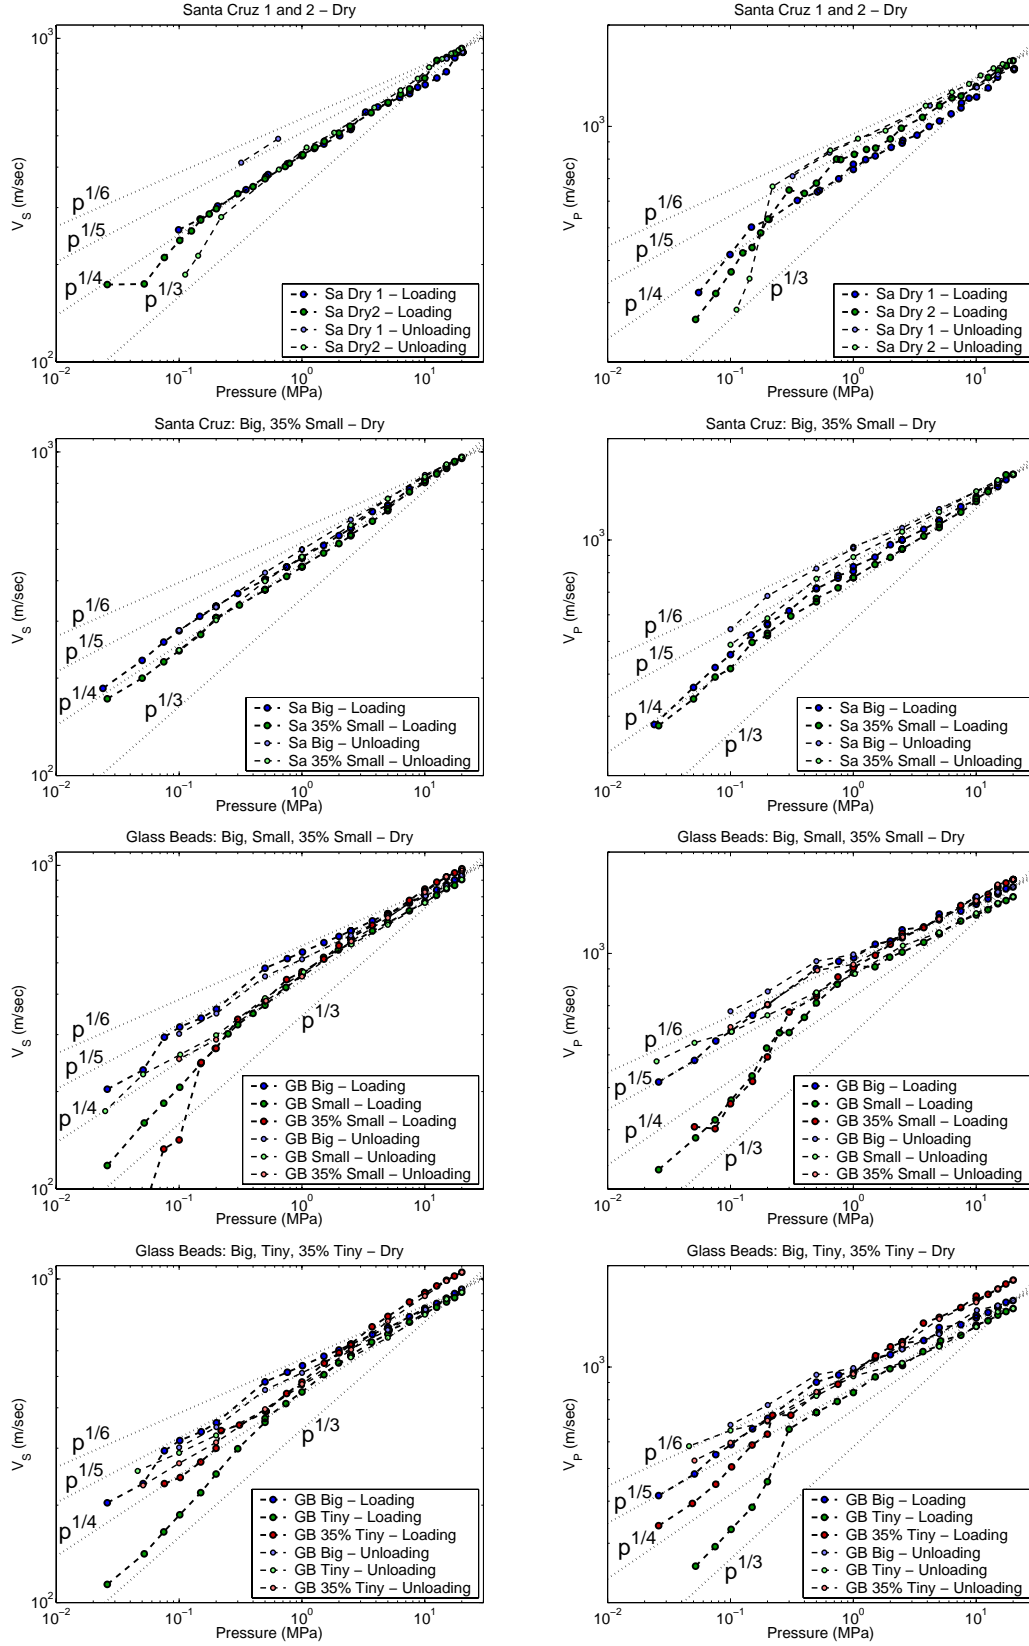 Santa Cruz 1 and 2 – Dry
10^3
V_S (m/sec)
p^1/6
p^1/5
p^1/4
p^1/3
Sa Dry 1 – Loading
Sa Dry2 – Loading
Sa Dry 1 – Unloading
Sa Dry2 – Unloading
10^2
10^-2 10^-1 10^0 10^1
Pressure (MPa)
Santa Cruz 1 and 2 – Dry
10^3
V_P (m/sec)
p^1/6
p^1/5
p^1/4
p^1/3
Sa Dry 1 – Loading
Sa Dry 2 – Loading
Sa Dry 1 – Unloading
Sa Dry 2 – Unloading
10^-2 10^-1 10^0 10^1
Pressure (MPa)
Santa Cruz: Big, 35% Small – Dry
10^3
V_S (m/sec)
p^1/6
p^1/5
p^1/4
p^1/3
Sa Big – Loading
Sa 35% Small – Loading
Sa Big – Unloading
Sa 35% Small – Unloading
10^2
10^-2 10^-1 10^0 10^1
Pressure (MPa)
Santa Cruz: Big, 35% Small – Dry
10^3
V_P (m/sec)
p^1/6
p^1/5
p^1/4
p^1/3
Sa Big – Loading
Sa 35% Small – Loading
Sa Big – Unloading
Sa 35% Small – Unloading
10^-2 10^-1 10^0 10^1
Pressure (MPa)
Glass Beads: Big, Small, 35% Small – Dry
10^3
V_S (m/sec)
p^1/6
p^1/5
p^1/4
p^1/3
GB Big – Loading
GB Small – Loading
GB 35% Small – Loading
GB Big – Unloading
GB Small – Unloading
GB 35% Small – Unloading
10^2
10^-2 10^-1 10^0 10^1
Pressure (MPa)
Glass Beads: Big, Small, 35% Small – Dry
10^3
V_P (m/sec)
p^1/6
p^1/5
p^1/4
p^1/3
GB Big – Loading
GB Small – Loading
GB 35% Small – Loading
GB Big – Unloading
GB Small – Unloading
GB 35% Small – Unloading
10^-2 10^-1 10^0 10^1
Pressure (MPa)
Glass Beads: Big, Tiny, 35% Tiny – Dry
10^3
V_S (m/sec)
p^1/6
p^1/5
p^1/4
p^1/3
GB Big – Loading
GB Tiny – Loading
GB 35% Tiny – Loading
GB Big – Unloading
GB Tiny – Unloading
GB 35% Tiny – Unloading
10^2
10^-2 10^-1 10^0 10^1
Pressure (MPa)
Glass Beads: Big, Tiny, 35% Tiny – Dry
10^3
V_P (m/sec)
p^1/6
p^1/5
p^1/4
p^1/3
GB Big – Loading
GB Tiny – Loading
GB 35% Tiny – Loading
GB Big – Unloading
GB Tiny – Unloading
GB 35% Tiny – Unloading
10^-2 10^-1 10^0 10^1
Pressure (MPa)